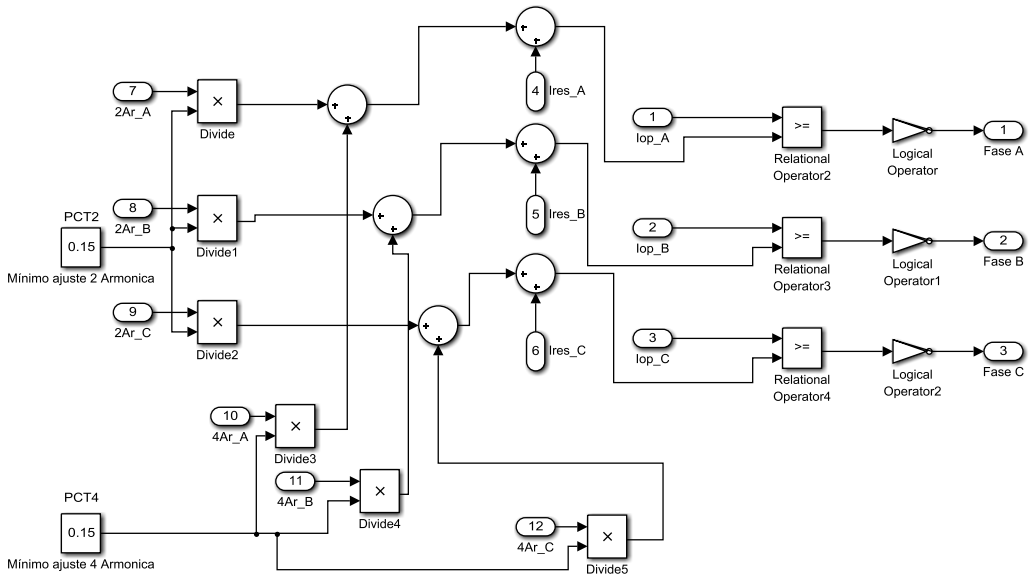 4
Ires_A
7
2Ar_A
×
Divide
1
Iop_A
>=
Relational
Operator2
Logical
Operator
1
Fase A
8
2Ar_B
×
Divide1
5
Ires_B
PCT2
0.15
Mínimo ajuste 2 Armonica
2
Iop_B
>=
Relational
Operator3
Logical
Operator1
2
Fase B
9
2Ar_C
×
Divide2
6
Ires_C
3
Iop_C
>=
Relational
Operator4
Logical
Operator2
3
Fase C
10
4Ar_A
×
Divide3
11
4Ar_B
×
Divide4
PCT4
0.15
Mínimo ajuste 4 Armonica
12
4Ar_C
×
Divide5